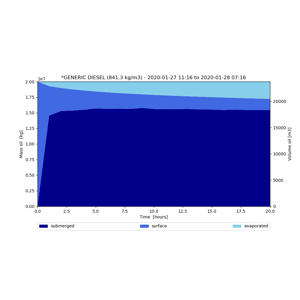 *GENERIC DIESEL (841.3 kg/m3) - 2020-01-27 11:16 to 2020-01-28 07:16
1e7
2.00
1.75
1.50
1.25
1.00
0.75
0.50
0.25
0.00
Mass oil [kg]
20000
15000
10000
5000
0
Volume oil [m3]
0.0 2.5 5.0 7.5 10.0 12.5 15.0 17.5 20.0
Time [hours]
submerged surface evaporated